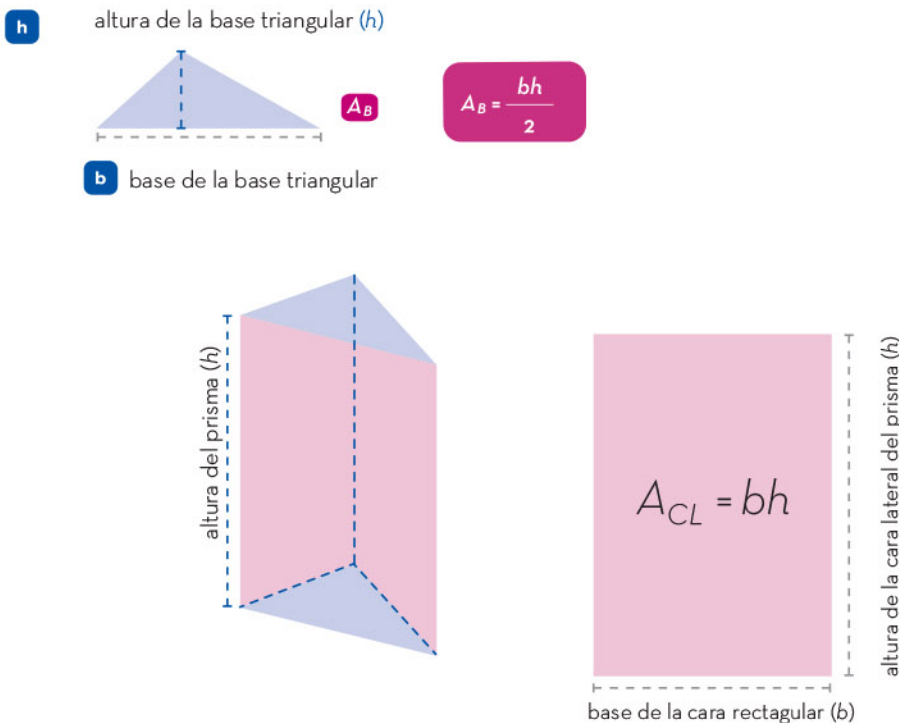 h
altura de la base triangular (h)
A_B
A_B = bh/2
b
base de la base triangular
altura del prisma (h)
A_CL = bh
altura de la cara lateral del prisma (h)
base de la cara rectagular (b)